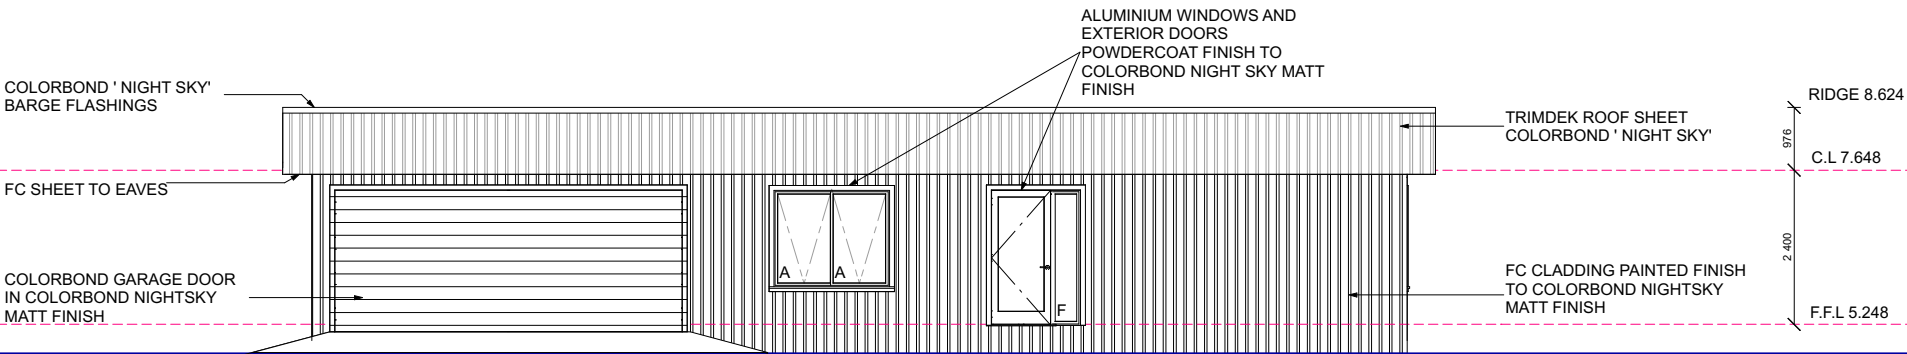 ALUMINIUM WINDOWS AND
EXTERIOR DOORS
POWDERCOAT FINISH TO
COLORBOND NIGHT SKY MATT
FINISH
COLORBOND ' NIGHT SKY'
BARGE FLASHINGS
RIDGE 8.624
TRIMDEK ROOF SHEET
COLORBOND ' NIGHT SKY'
976
C.L 7.648
FC SHEET TO EAVES
2 400
A
A
COLORBOND GARAGE DOOR
IN COLORBOND NIGHTSKY
MATT FINISH
F
FC CLADDING PAINTED FINISH
TO COLORBOND NIGHTSKY
MATT FINISH
F.F.L 5.248